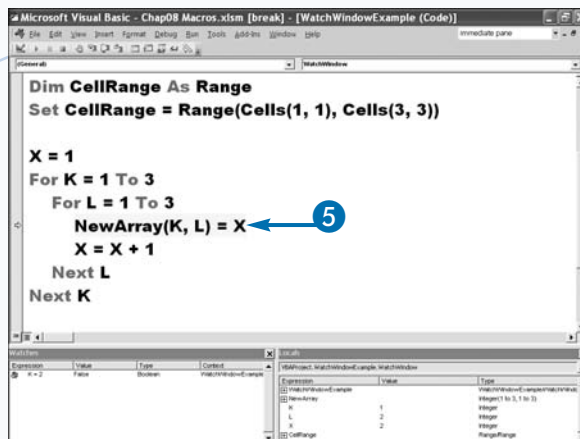 Microsoft Visual Basic - Chap08 Macros.xlsm [break] - [WatchWindowExample (Code)]
File Edit View Insert Format Debug Run Tools Add-Ins Window Help
immediate pane
(General)
WatchWindow
Dim CellRange As Range
Set CellRange = Range(Cells(1, 1), Cells(3, 3))
X = 1
For K = 1 To 3
For L = 1 To 3
NewArray(K, L) = X
5
X = X + 1
Next L
Next K
Watches
Locals
Expression Value Type Context
K = 2 False Boolean WatchWindowExample
VBAProject.WatchWindowExample.WatchWindow
Expression Value Type
WatchWindowExample
NewArray Integer(1 to 3, 1 to 3)
K 1 Integer
L 2 Integer
X 2 Integer
CellRange Range/Range